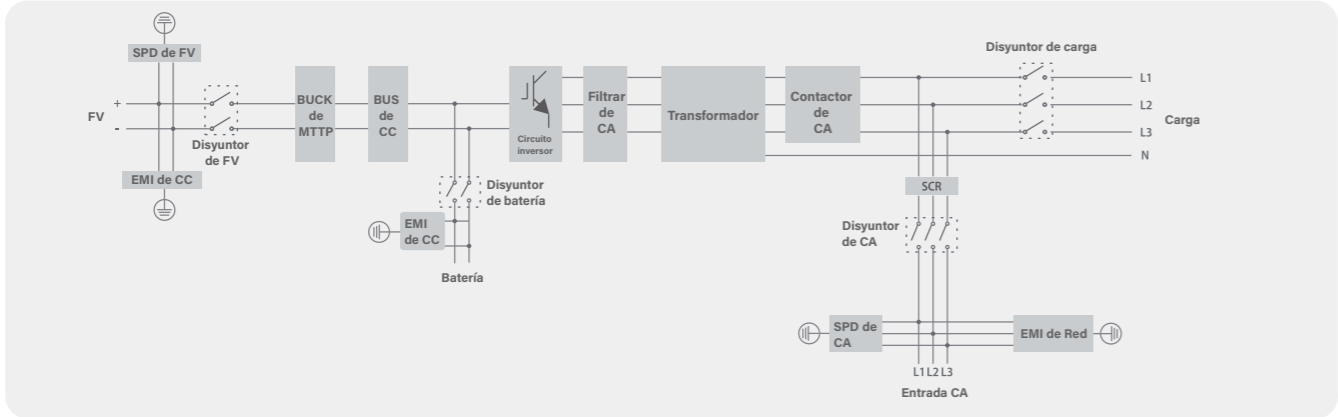 SPD de FV
FV
+
-
Disyuntor
de FV
EMI de CC
BUCK
de
MTTP
BUS
de
CC
Disyuntor
de batería
EMI
de CC
Batería
Circuito
inversor
Filtrar
de
CA
Transformador
Contactor
de
CA
Disyuntor de carga
L1
L2
L3
N
Carga
SCR
Disyuntor
de CA
SPD de
CA
EMI de Red
L1 L2 L3
Entrada CA